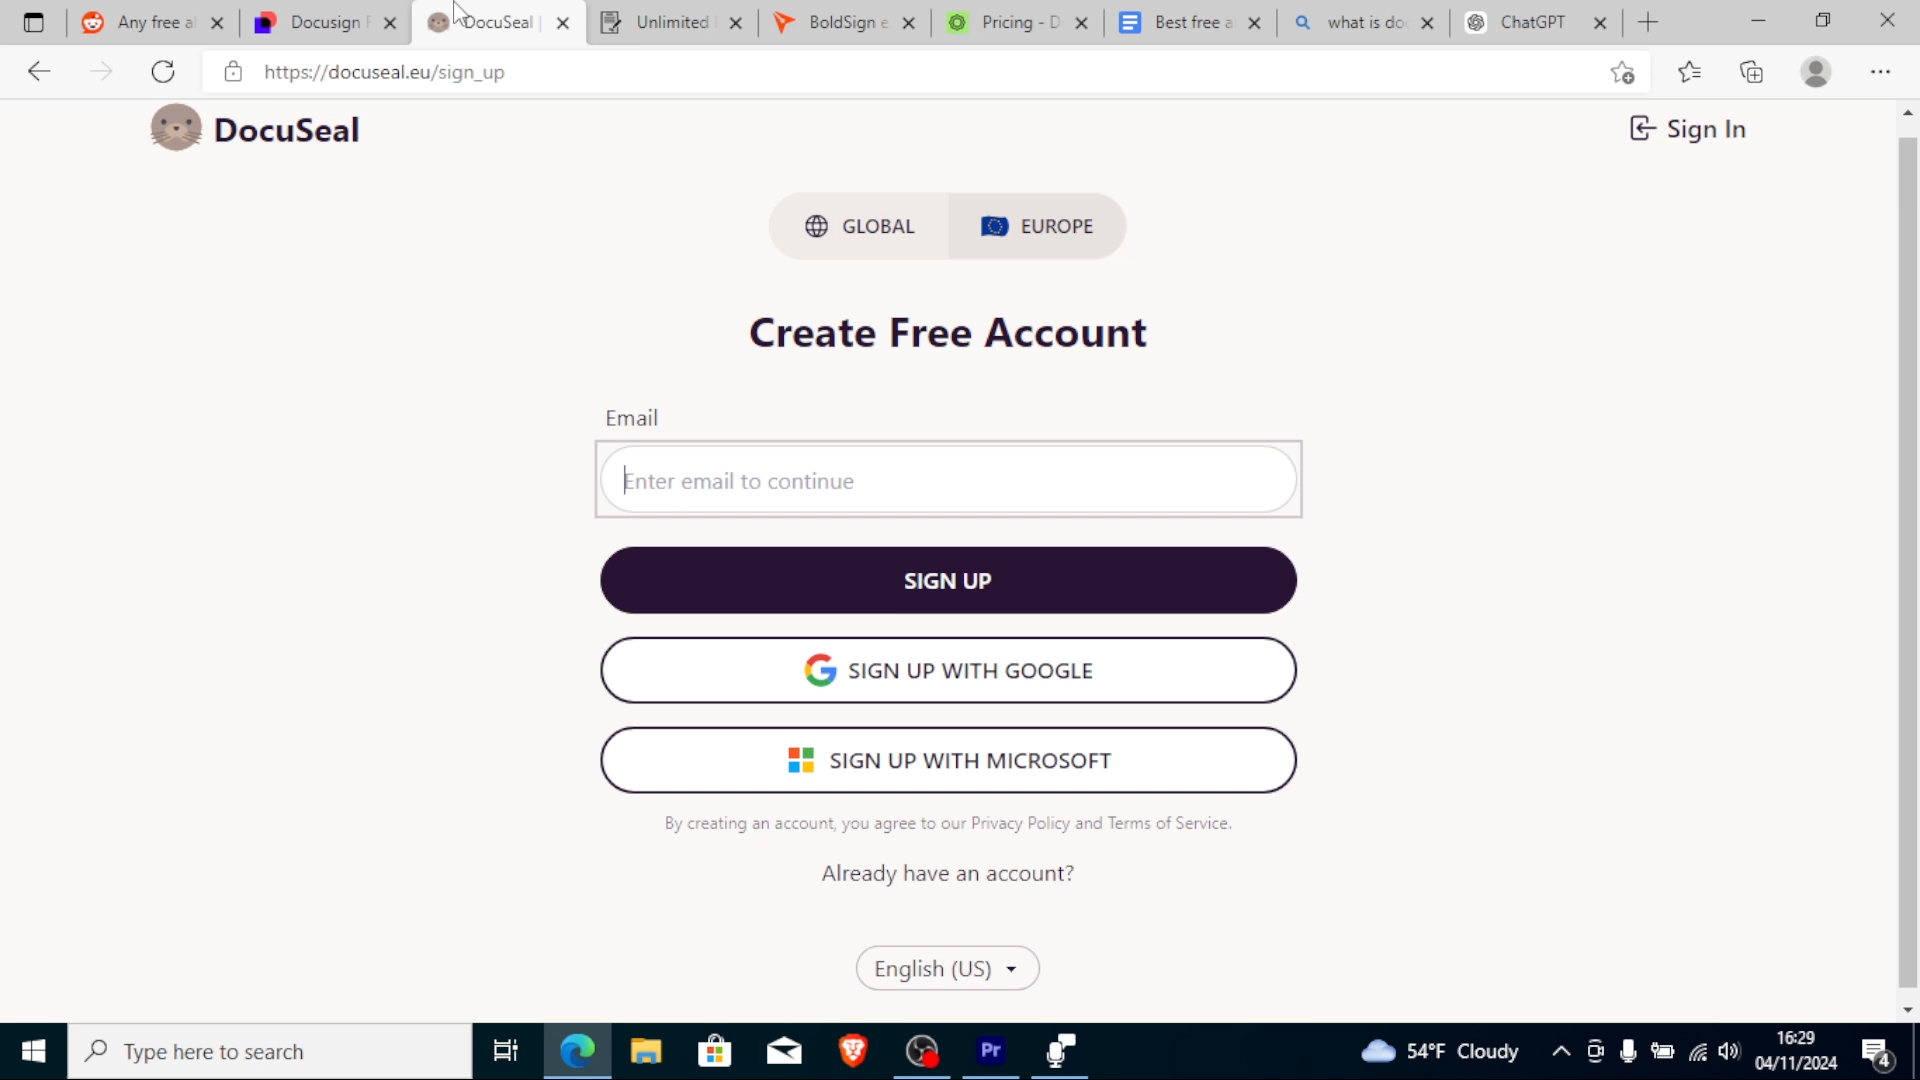 Any free a
Docusign F
DocuSeal |
Unlimited
BoldSign e
Pricing - D
Best free a
what is do
ChatGPT
https://docuseal.eu/sign_up
DocuSeal
Sign In
GLOBAL
EUROPE
Create Free Account
Email
Enter email to continue
SIGN UP
SIGN UP WITH GOOGLE
SIGN UP WITH MICROSOFT
By creating an account, you agree to our Privacy Policy and Terms of Service.
Already have an account?
English (US)
Type here to search
Pr
54°F Cloudy
16:29
04/11/2024
4